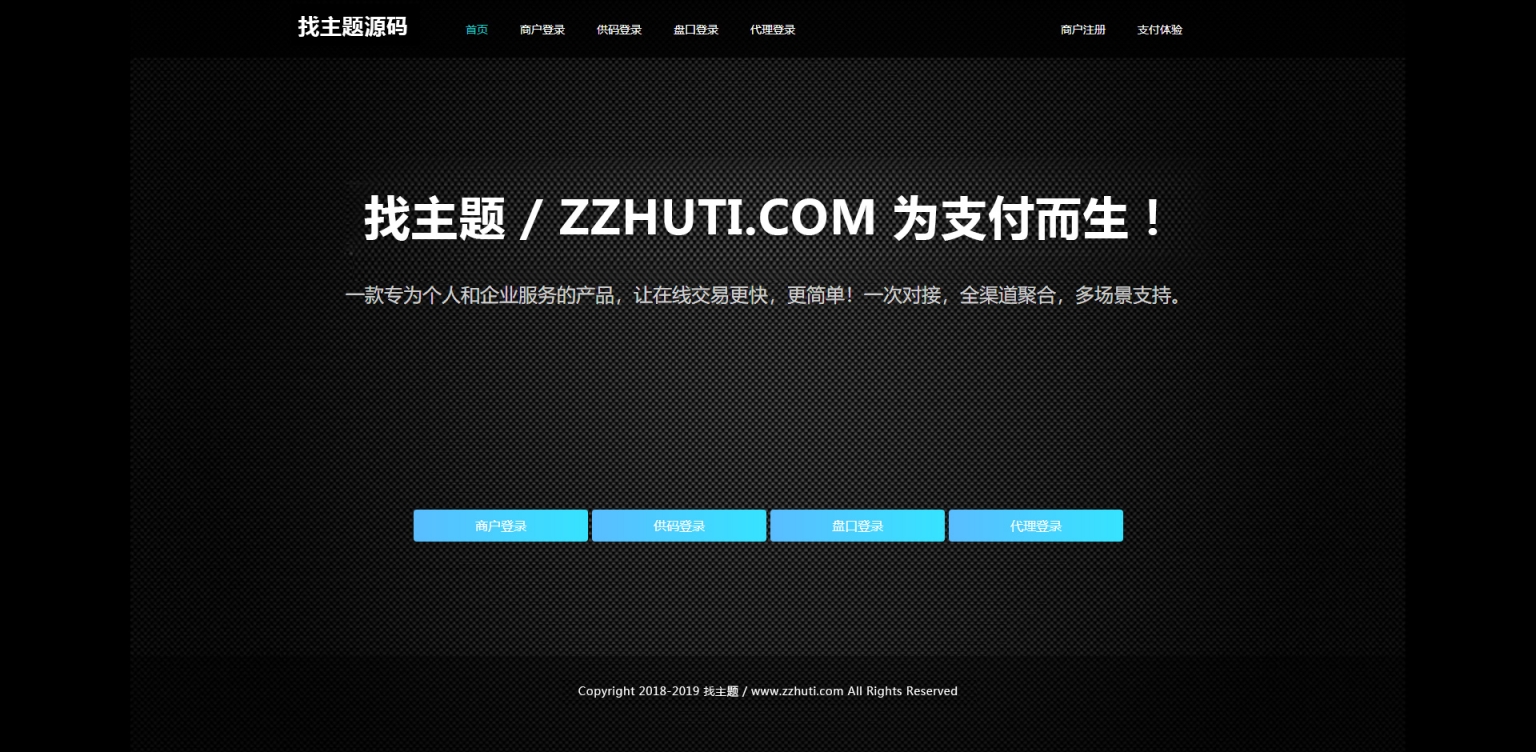 找主题源码 首页 商户登录 供码登录 盘口登录 代理登录 商户注册 支付体验
找主题 / ZZHUTI.COM 为支付而生！
一款专为个人和企业服务的产品，让在线交易更快，更简单！一次对接，全渠道聚合，多场景支持。
商户登录 供码登录 盘口登录 代理登录
Copyright 2018-2019 找主题 / www.zzhuti.com All Rights Reserved